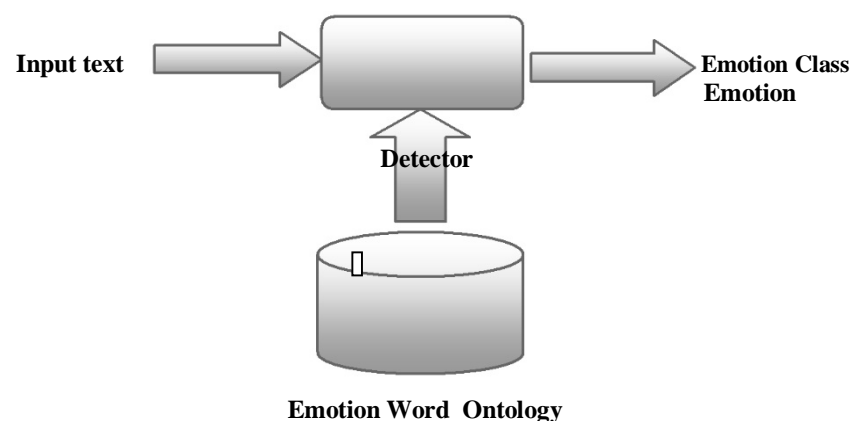 Input text
Emotion Class
Emotion
Detector
Emotion Word Ontology